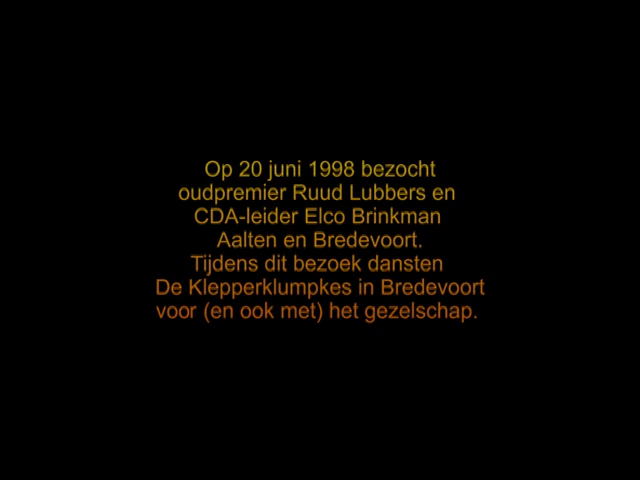 Op 20 juni 1998 bezocht
oudpremier Ruud Lubbers en
CDA-leider Elco Brinkman
Aalten en Bredevoort.
Tijdens dit bezoek dansten
De Klepperklumpkes in Bredevoort
voor (en ook met) het gezelschap.